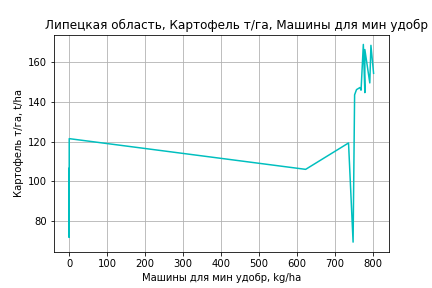 Липецкая область, Картофель т/га, Машины для мин удобр
160
140
120
100
80
Картофель т/га, t/ha
0 100 200 300 400 500 600 700 800
Машины для мин удобр, kg/ha